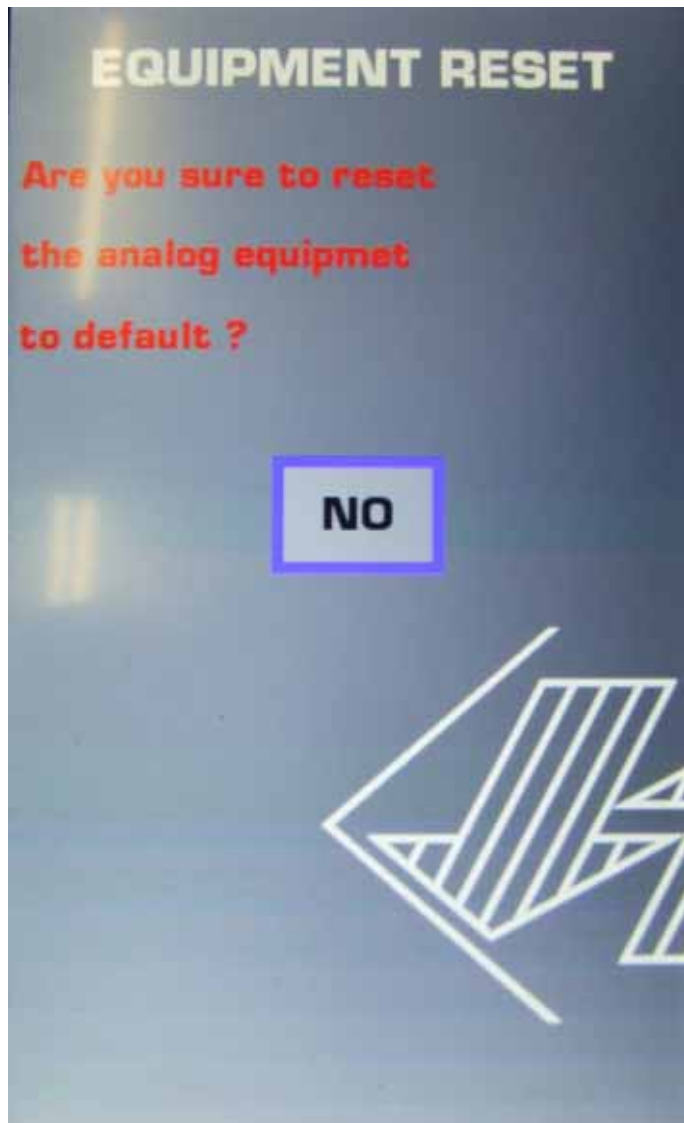 EQUIPMENT RESET
Are you sure to reset
the analog equipmet
to default ?
NO